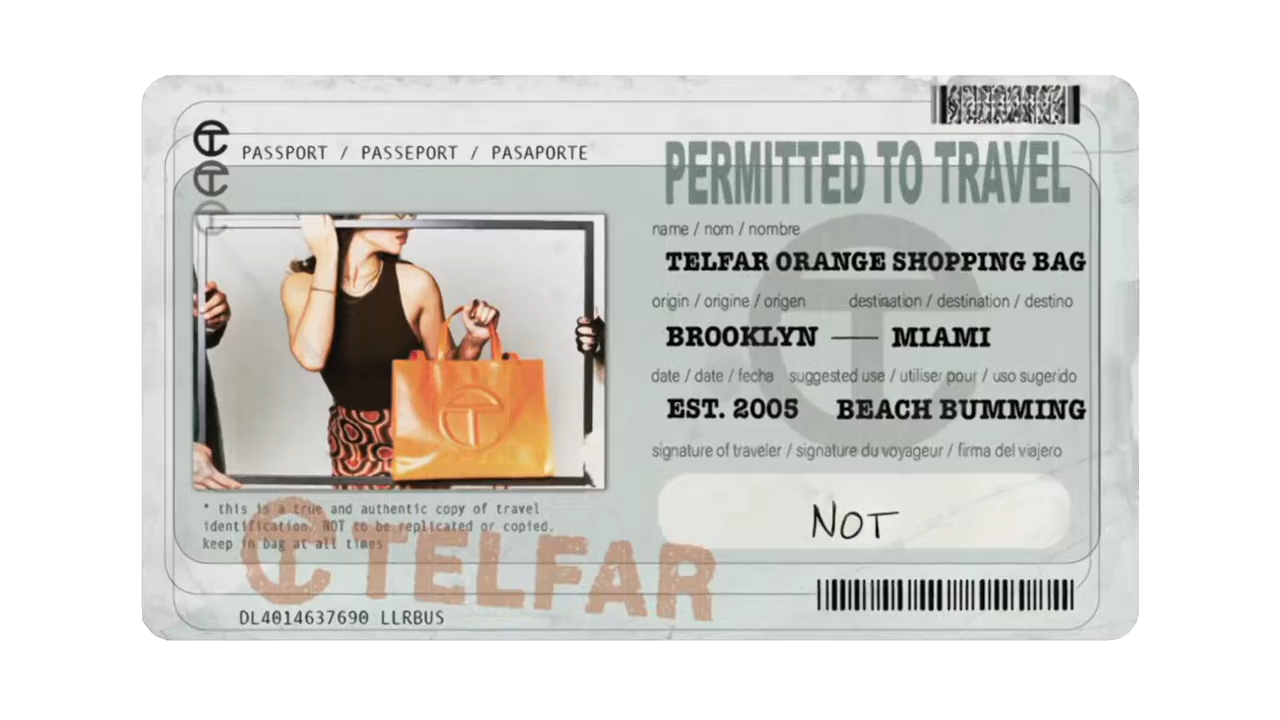 PASSPORT / PASSEPORT / PASAPORTE
PERMITTED TO TRAVEL
name / nom / nombre
TELFAR ORANGE SHOPPING BAG
origin / origine / origen destination / destination / destino
BROOKLYN — MIAMI
date / date / fecha suggested use / utiliser pour / uso sugerido
EST. 2005 BEACH BUMMING
signature of traveler / signature du voyageur / firma del viajero
NOT
* this is a true and authentic copy of travel
identification. NOT to be replicated or copied.
keep in bag at all times
TELFAR
DL4014637690 LLRBUS